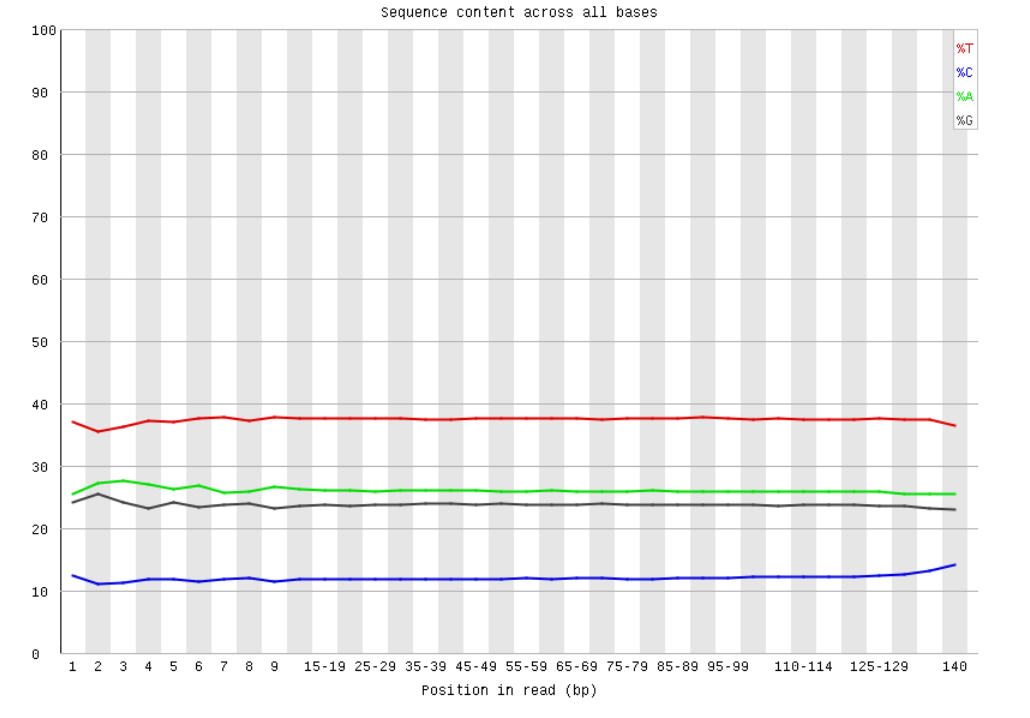 Sequence content across all bases
100
90
80
70
60
50
40
30
20
10
0
%T
%C
%A
%G
1 2 3 4 5 6 7 8 9 15-19 25-29 35-39 45-49 55-59 65-69 75-79 85-89 95-99 110-114 125-129 140
Position in read (bp)